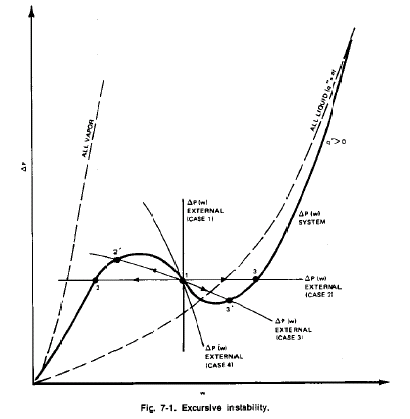 ALL VAPOR
ALL LIQUID
q" > 0
ΔP
ΔP (w)
EXTERNAL
(CASE 1)
ΔP (w)
SYSTEM
2'
1
3
2
3'
ΔP (w)
EXTERNAL
(CASE 2)
ΔP (w)
EXTERNAL
(CASE 3)
ΔP (w)
EXTERNAL
(CASE 4)
w
Fig. 7-1. Excursive instability.